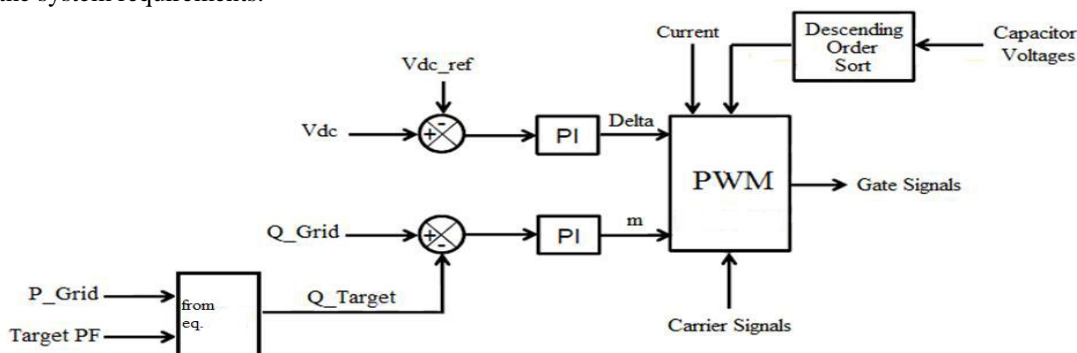 the system requirements.
Current
Descending
Order
Sort
Capacitor
Voltages
Vdc_ref
Vdc
+
-
PI
Delta
PWM
Gate Signals
Q_Grid
+
-
PI
m
P_Grid
Target PF
from
eq.
Q_Target
Carrier Signals